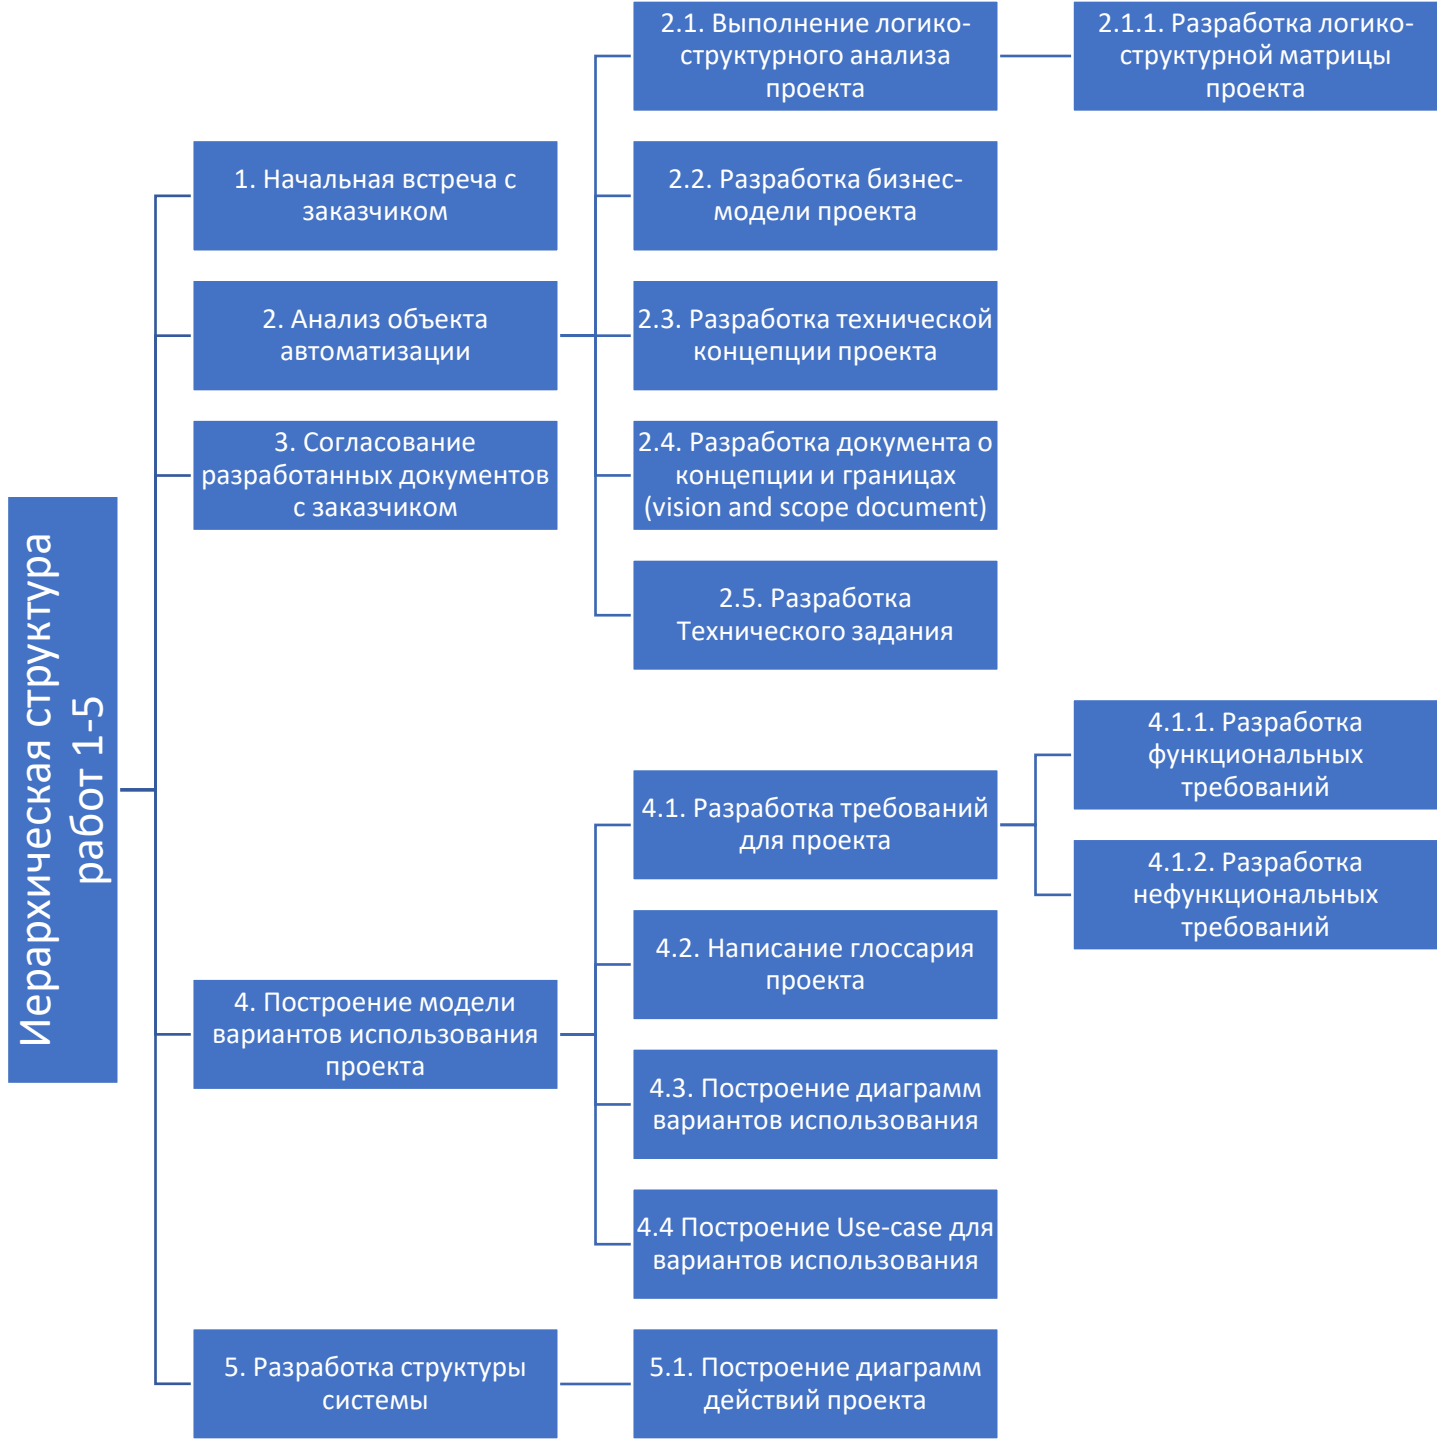 Иерархическая структура
работ 1-5
1. Начальная встреча с
заказчиком
2. Анализ объекта
автоматизации
2.1. Выполнение логико-
структурного анализа
проекта
2.1.1. Разработка логико-
структурной матрицы
проекта
2.2. Разработка бизнес-
модели проекта
2.3. Разработка технической
концепции проекта
2.4. Разработка документа о
концепции и границах
(vision and scope document)
2.5. Разработка
Технического задания
3. Согласование
разработанных документов
с заказчиком
4. Построение модели
вариантов использования
проекта
4.1. Разработка требований
для проекта
4.1.1. Разработка
функциональных
требований
4.1.2. Разработка
нефункциональных
требований
4.2. Написание глоссария
проекта
4.3. Построение диаграмм
вариантов использования
4.4 Построение Use-case для
вариантов использования
5. Разработка структуры
системы
5.1. Построение диаграмм
действий проекта